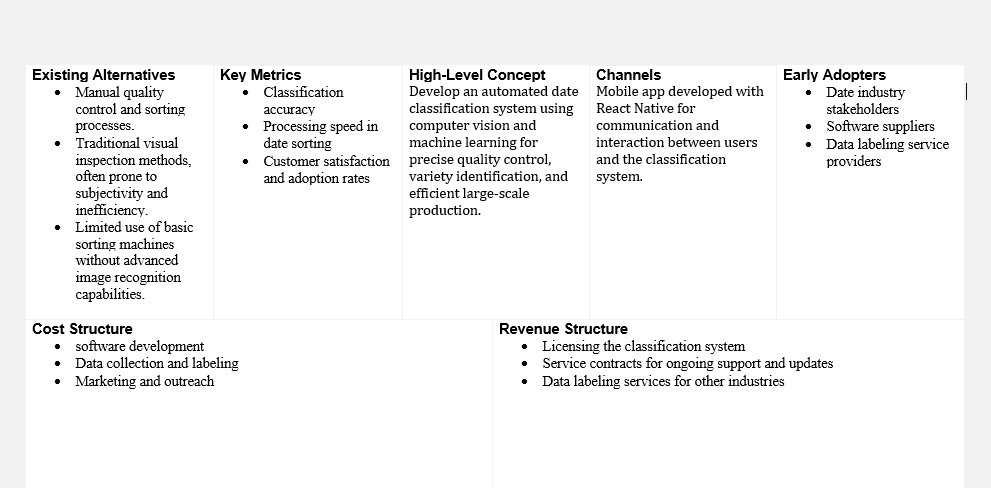 Existing Alternatives
• Manual quality
control and sorting
processes.
• Traditional visual
inspection methods,
often prone to
subjectivity and
inefficiency.
• Limited use of basic
sorting machines
without advanced
image recognition
capabilities.
Key Metrics
• Classification
accuracy
• Processing speed in
date sorting
• Customer satisfaction
and adoption rates
High-Level Concept
Develop an automated date
classification system using
computer vision and
machine learning for
precise quality control,
variety identification, and
efficient large-scale
production.
Channels
Mobile app developed with
React Native for
communication and
interaction between users
and the classification
system.
Early Adopters
• Date industry
stakeholders
• Software suppliers
• Data labeling service
providers
Cost Structure
• software development
• Data collection and labeling
• Marketing and outreach
Revenue Structure
• Licensing the classification system
• Service contracts for ongoing support and updates
• Data labeling services for other industries